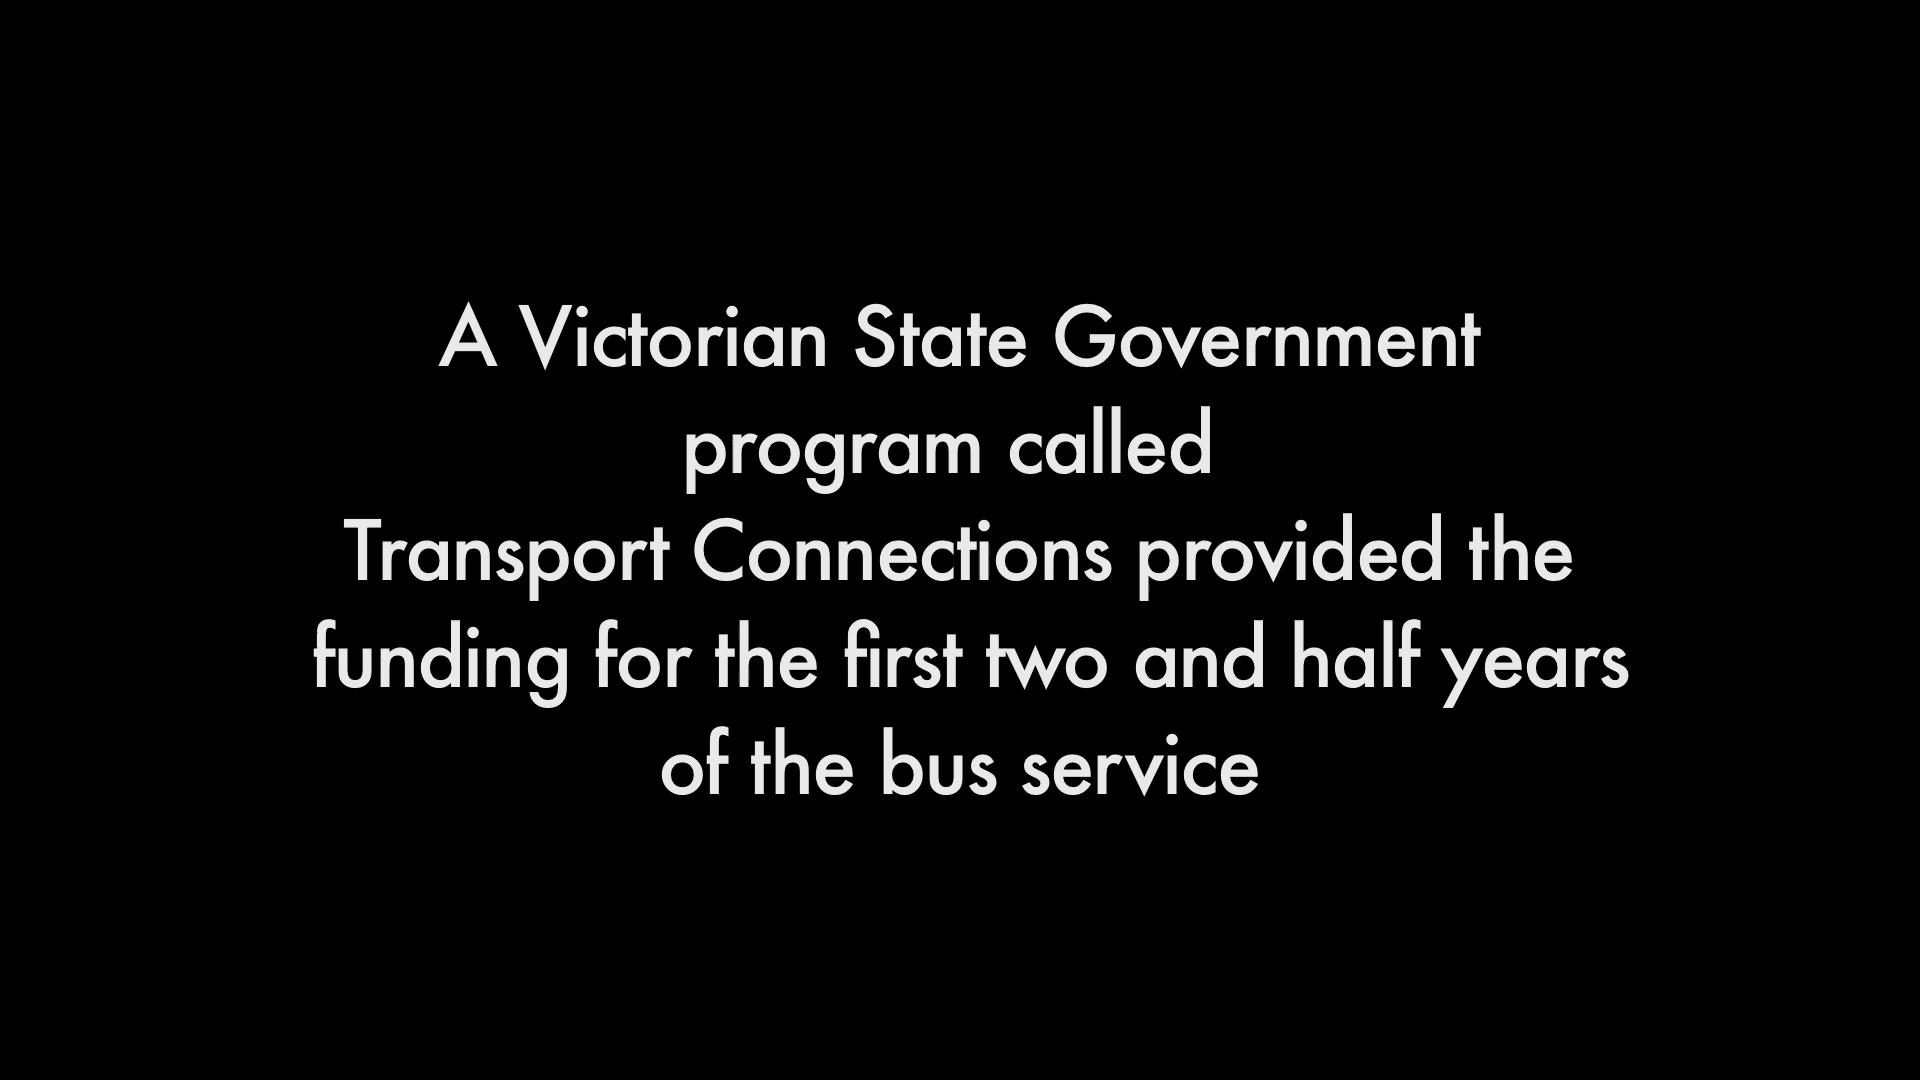 A Victorian State Government
program called
Transport Connections provided the
funding for the first two and half years
of the bus service